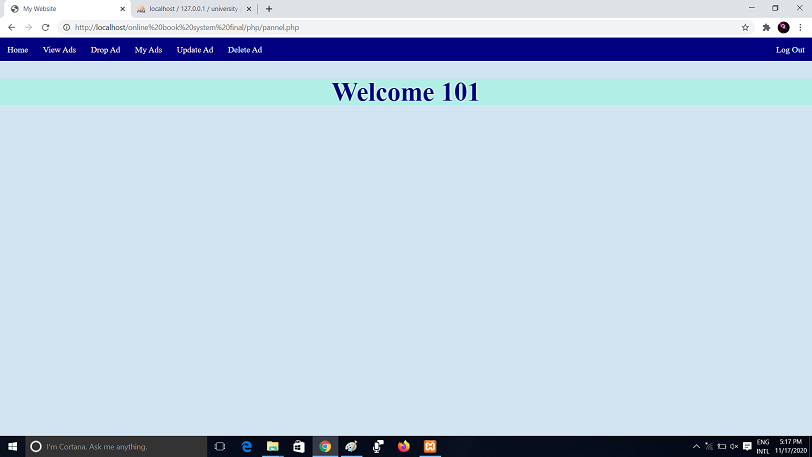 My Website
localhost / 127.0.0.1 / university
http://localhost/online%20book%20system%20final/php/pannel.php
Home View Ads Drop Ad My Ads Update Ad Delete Ad Log Out
Welcome 101
I'm Cortana. Ask me anything.
ENG
INTL
5:17 PM
11/17/2020